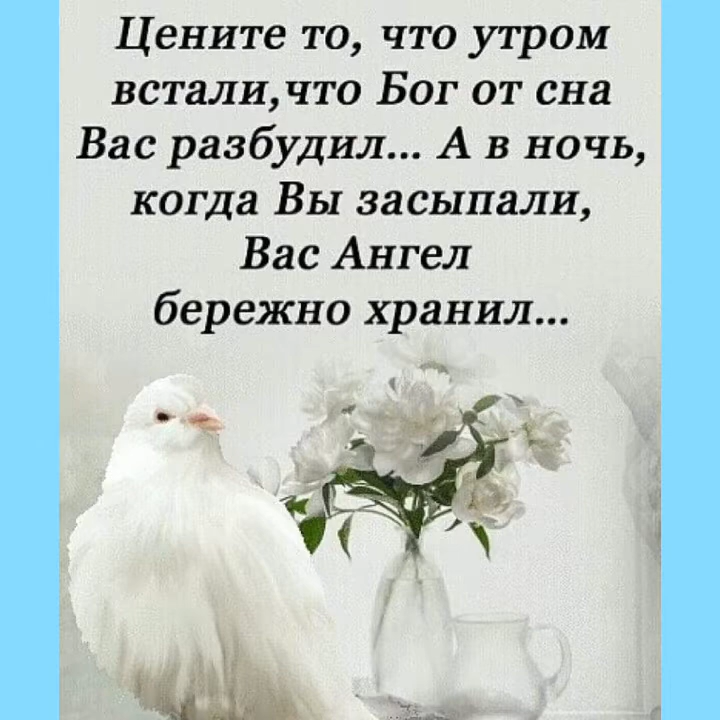 Цените то, что утром
встали,что Бог от сна
Вас разбудил... А в ночь,
когда Вы засыпали,
Вас Ангел
бережно хранил...